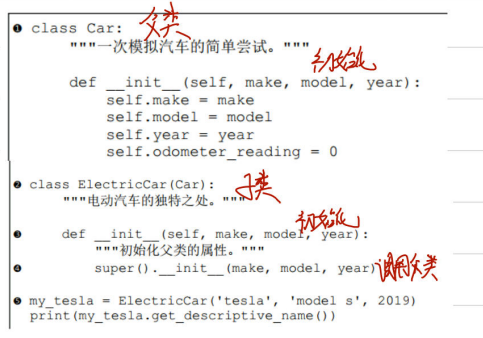 ❶ class Car: 父类
"""一次模拟汽车的简单尝试。"""
初始化
def __init__(self, make, model, year):
self.make = make
self.model = model
self.year = year
self.odometer_reading = 0
❷ class ElectricCar(Car): 子类
"""电动汽车的独特之处。"""
初始化
❸ def __init__(self, make, model, year):
"""初始化父类的属性。"""
❹ super().__init__(make, model, year) 调用父类
❺ my_tesla = ElectricCar('tesla', 'model s', 2019)
print(my_tesla.get_descriptive_name())